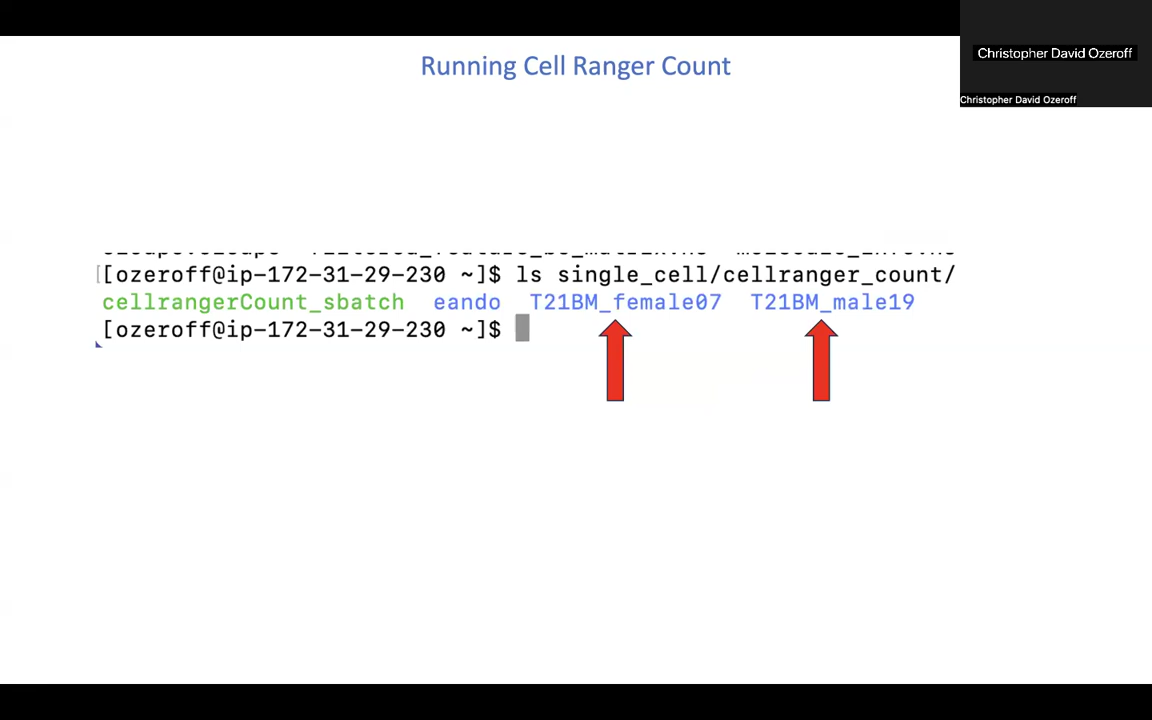 Running Cell Ranger Count
Christopher David Ozeroff
Christopher David Ozeroff
[ozeroff@ip-172-31-29-230 ~]$ ls single_cell/cellranger_count/
cellrangerCount_sbatch eando T21BM_female07 T21BM_male19
[ozeroff@ip-172-31-29-230 ~]$